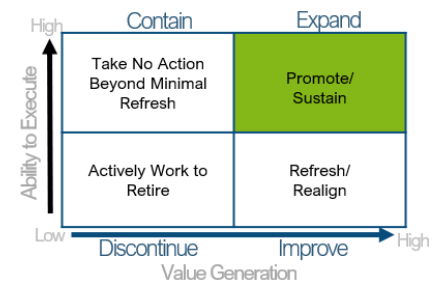 Contain
Expand
High
Take No Action
Beyond Minimal
Refresh
Promote/
Sustain
Ability to Execute
Actively Work to
Retire
Refresh/
Realign
Low
High
Discontinue
Improve
Value Generation